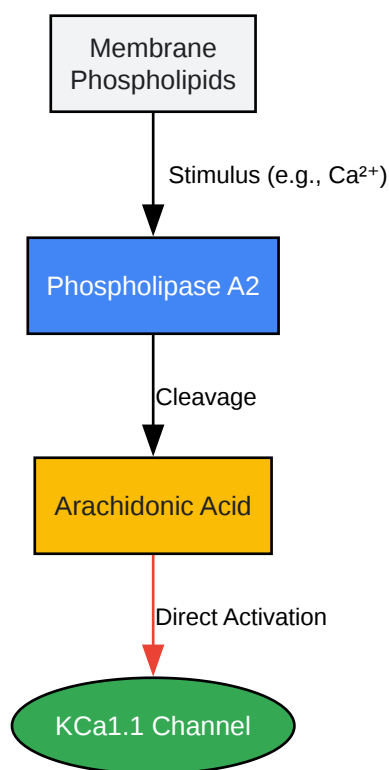 Membrane
Phospholipids
Stimulus (e.g., Ca²⁺)
Phospholipase A2
Cleavage
Arachidonic Acid
Direct Activation
KCa1.1 Channel